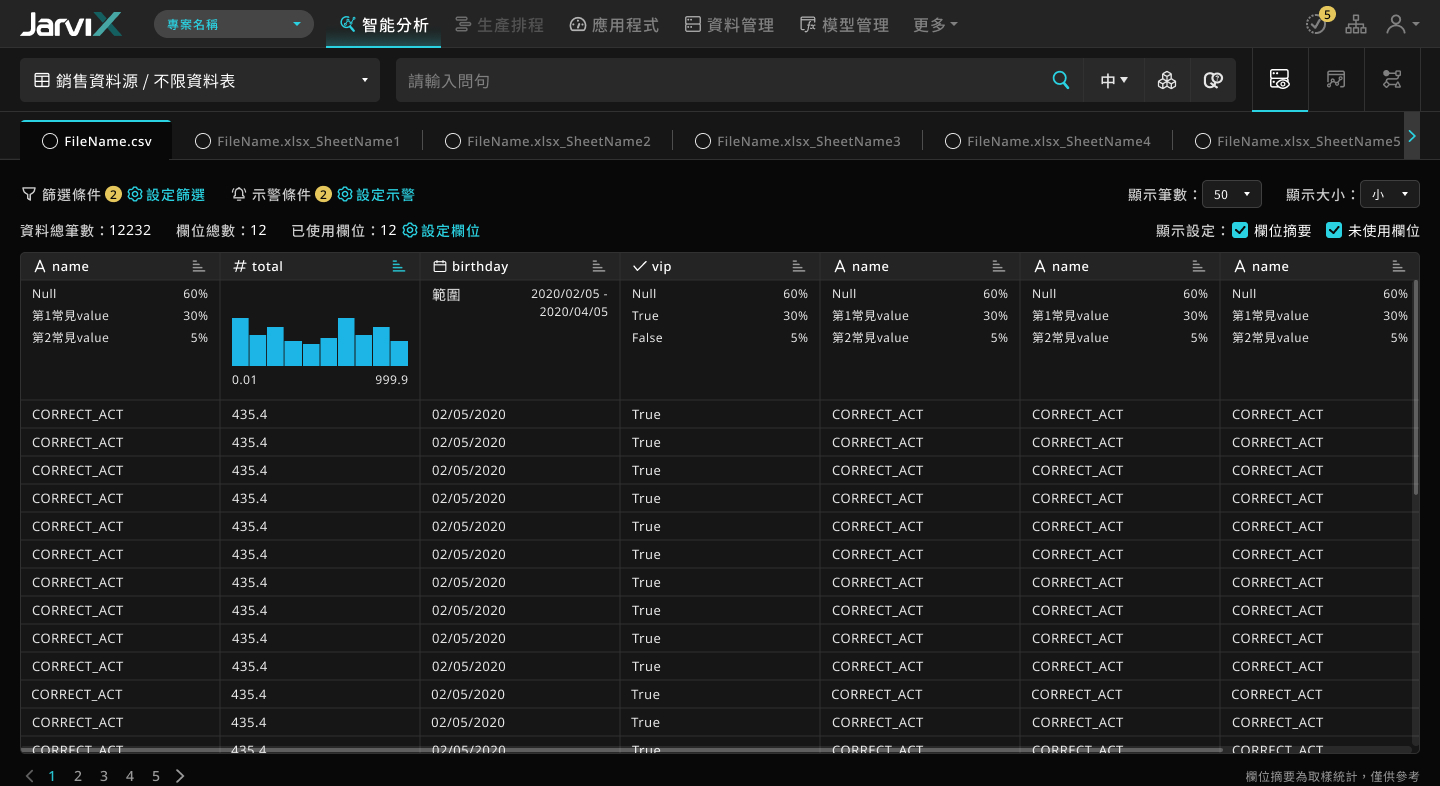 JarviX 專案名稱 智能分析 生產排程 應用程式 資料管理 模型管理 更多 5
銷售資料源 / 不限資料表 請輸入問句 中
FileName.csv FileName.xlsx_SheetName1 FileName.xlsx_SheetName2 FileName.xlsx_SheetName3 FileName.xlsx_SheetName4 FileName.xlsx_SheetName5
篩選條件 2 設定篩選 示警條件 2 設定示警 顯示筆數： 50 顯示大小： 小
資料總筆數：12232 欄位總數：12 已使用欄位：12 設定欄位 顯示設定： 欄位摘要 未使用欄位
name total birthday vip name name name
Null 60% 範圍 2020/02/05 - Null 60% Null 60% Null 60% Null 60%
第1常見value 30% 2020/04/05 True 30% 第1常見value 30% 第1常見value 30% 第1常見value 30%
第2常見value 5% False 5% 第2常見value 5% 第2常見value 5% 第2常見value 5%
0.01 999.9
CORRECT_ACT 435.4 02/05/2020 True CORRECT_ACT CORRECT_ACT CORRECT_ACT
CORRECT_ACT 435.4 02/05/2020 True CORRECT_ACT CORRECT_ACT CORRECT_ACT
CORRECT_ACT 435.4 02/05/2020 True CORRECT_ACT CORRECT_ACT CORRECT_ACT
CORRECT_ACT 435.4 02/05/2020 True CORRECT_ACT CORRECT_ACT CORRECT_ACT
CORRECT_ACT 435.4 02/05/2020 True CORRECT_ACT CORRECT_ACT CORRECT_ACT
CORRECT_ACT 435.4 02/05/2020 True CORRECT_ACT CORRECT_ACT CORRECT_ACT
CORRECT_ACT 435.4 02/05/2020 True CORRECT_ACT CORRECT_ACT CORRECT_ACT
CORRECT_ACT 435.4 02/05/2020 True CORRECT_ACT CORRECT_ACT CORRECT_ACT
CORRECT_ACT 435.4 02/05/2020 True CORRECT_ACT CORRECT_ACT CORRECT_ACT
CORRECT_ACT 435.4 02/05/2020 True CORRECT_ACT CORRECT_ACT CORRECT_ACT
CORRECT_ACT 435.4 02/05/2020 True CORRECT_ACT CORRECT_ACT CORRECT_ACT
CORRECT_ACT 435.4 02/05/2020 True CORRECT_ACT CORRECT_ACT CORRECT_ACT
CORRECT_ACT 435.4 02/05/2020 True CORRECT_ACT CORRECT_ACT CORRECT_ACT
1 2 3 4 5 欄位摘要為取樣統計，僅供參考